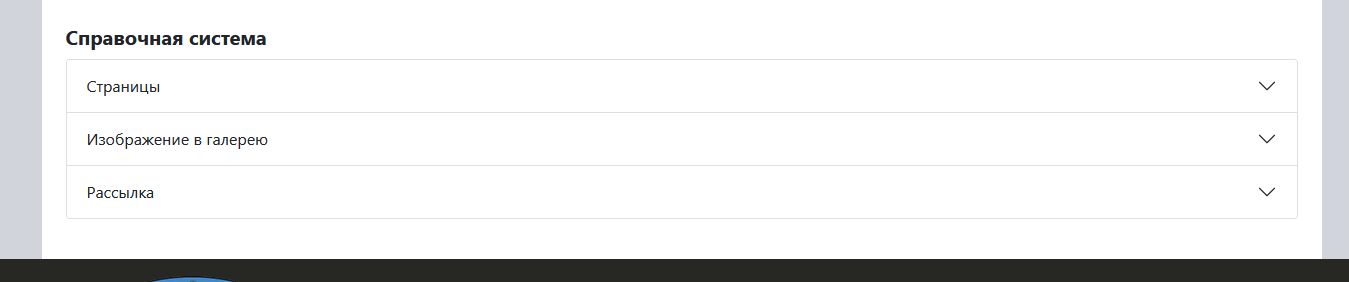 Справочная система
Страницы
Изображение в галерею
Рассылка